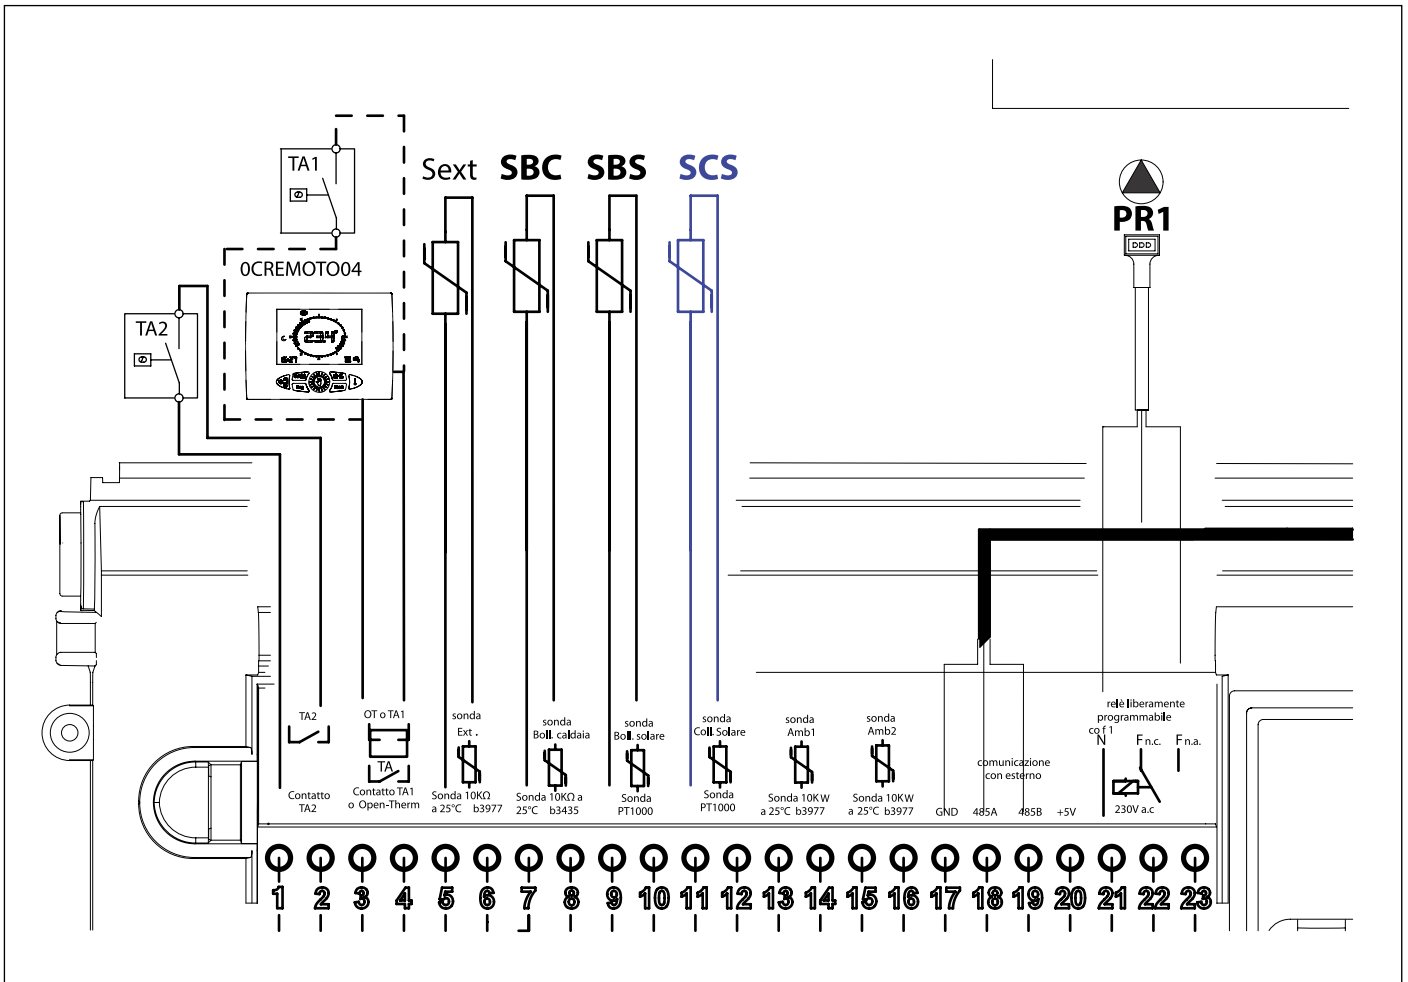 TA1
Sext
SBC
SBS
SCS
PR1
0CREMOTO04
TA2
23.4°
TA2
Contatto
TA2
OT o TA1
TA
Contatto TA1
o Open-Therm
sonda
Ext .
Sonda 10KΩ
a 25°C b3977
sonda
Boll. caldaia
Sonda 10KΩ a
25°C b3435
sonda
Boll. solare
Sonda
PT1000
sonda
Coll. Solare
Sonda
PT1000
sonda
Amb1
Sonda 10KW
a 25°C b3977
sonda
Amb2
Sonda 10KW
a 25°C b3977
comunicazione
con esterno
GND 485A 485B +5V
relè liberamente
programmabile
co f 1
N F n.c. F n.a.
230V a.c
1 2 3 4 5 6 7 8 9 10 11 12 13 14 15 16 17 18 19 20 21 22 23